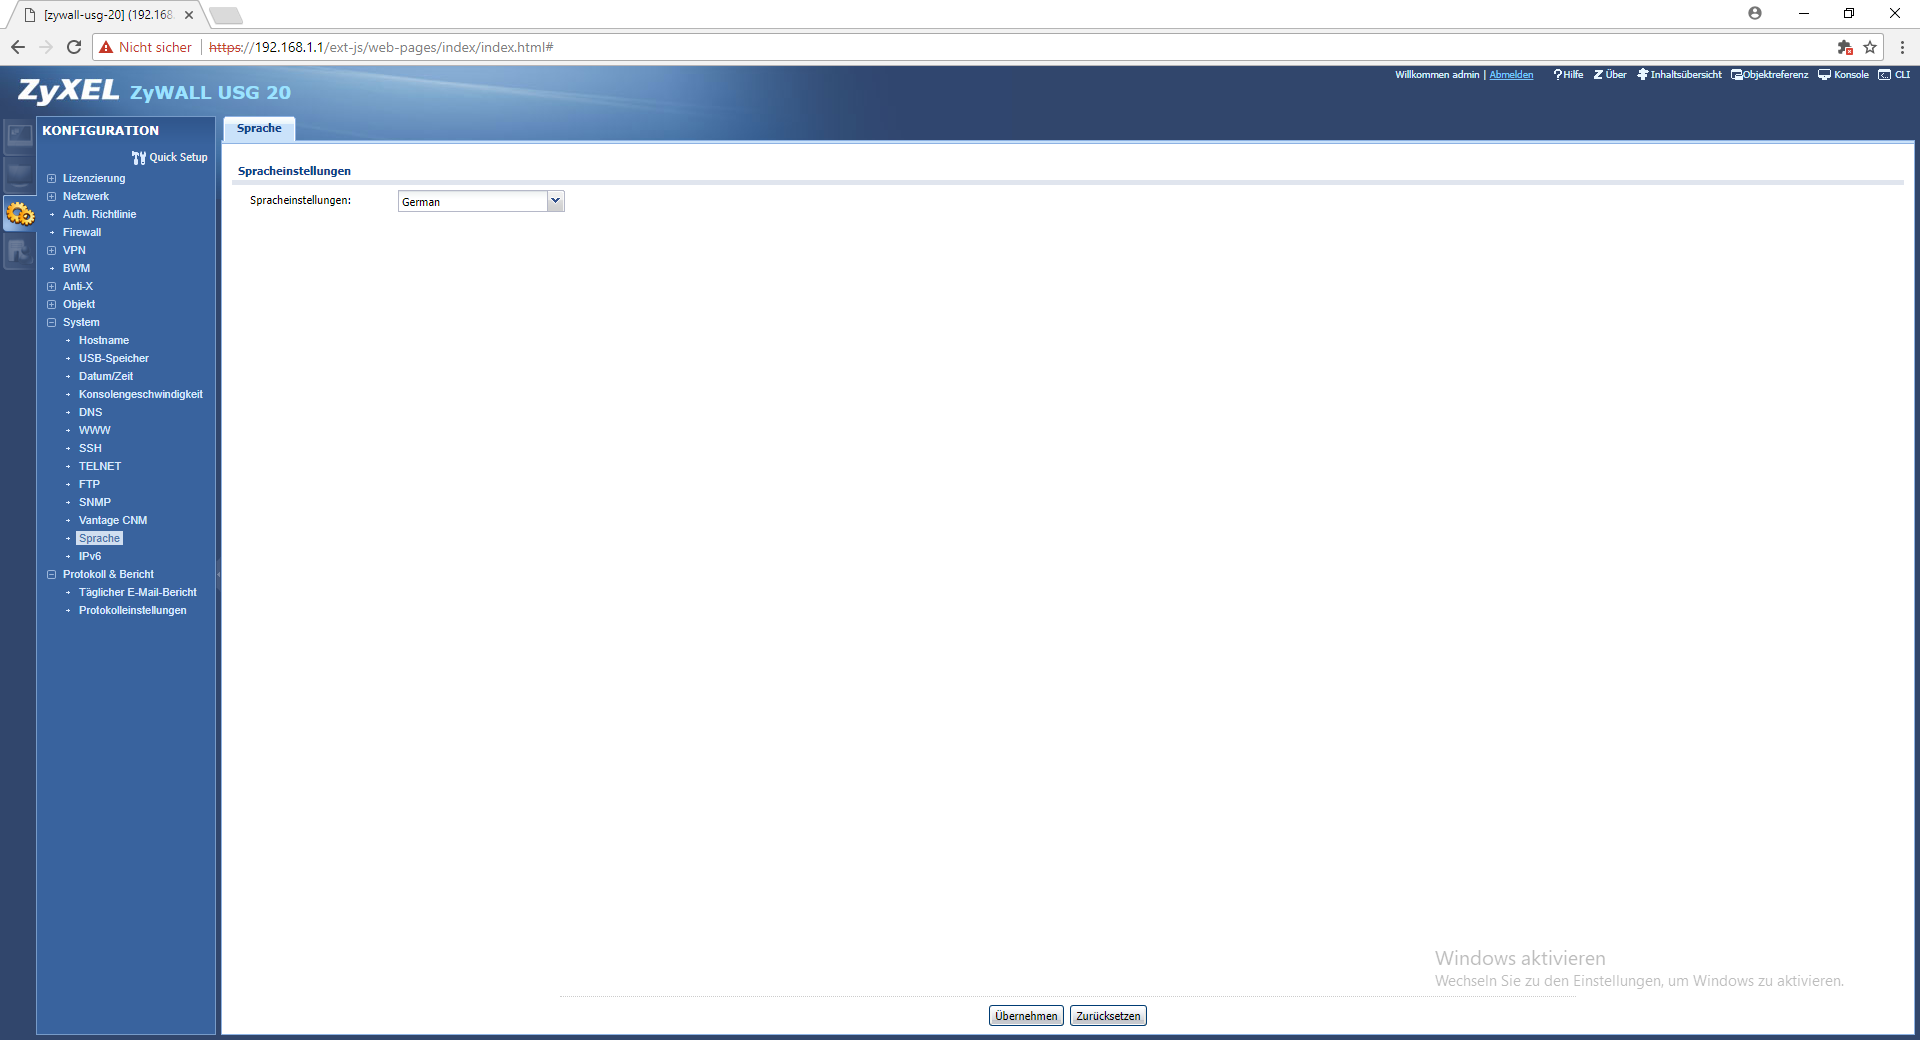 [zywall-usg-20] (192.168.
Nicht sicher https://192.168.1.1/ext-js/web-pages/index/index.html#
ZyXEL ZyWALL USG 20
Willkommen admin | Abmelden ?Hilfe Z Über Inhaltsübersicht Objektreferenz Konsole CLI
KONFIGURATION
Quick Setup
Lizenzierung
Netzwerk
Auth. Richtlinie
Firewall
VPN
BWM
Anti-X
Objekt
System
Hostname
USB-Speicher
Datum/Zeit
Konsolengeschwindigkeit
DNS
WWW
SSH
TELNET
FTP
SNMP
Vantage CNM
Sprache
IPv6
Protokoll & Bericht
Täglicher E-Mail-Bericht
Protokolleinstellungen
Sprache
Spracheinstellungen
Spracheinstellungen: German
Windows aktivieren
Wechseln Sie zu den Einstellungen, um Windows zu aktivieren.
Übernehmen Zurücksetzen